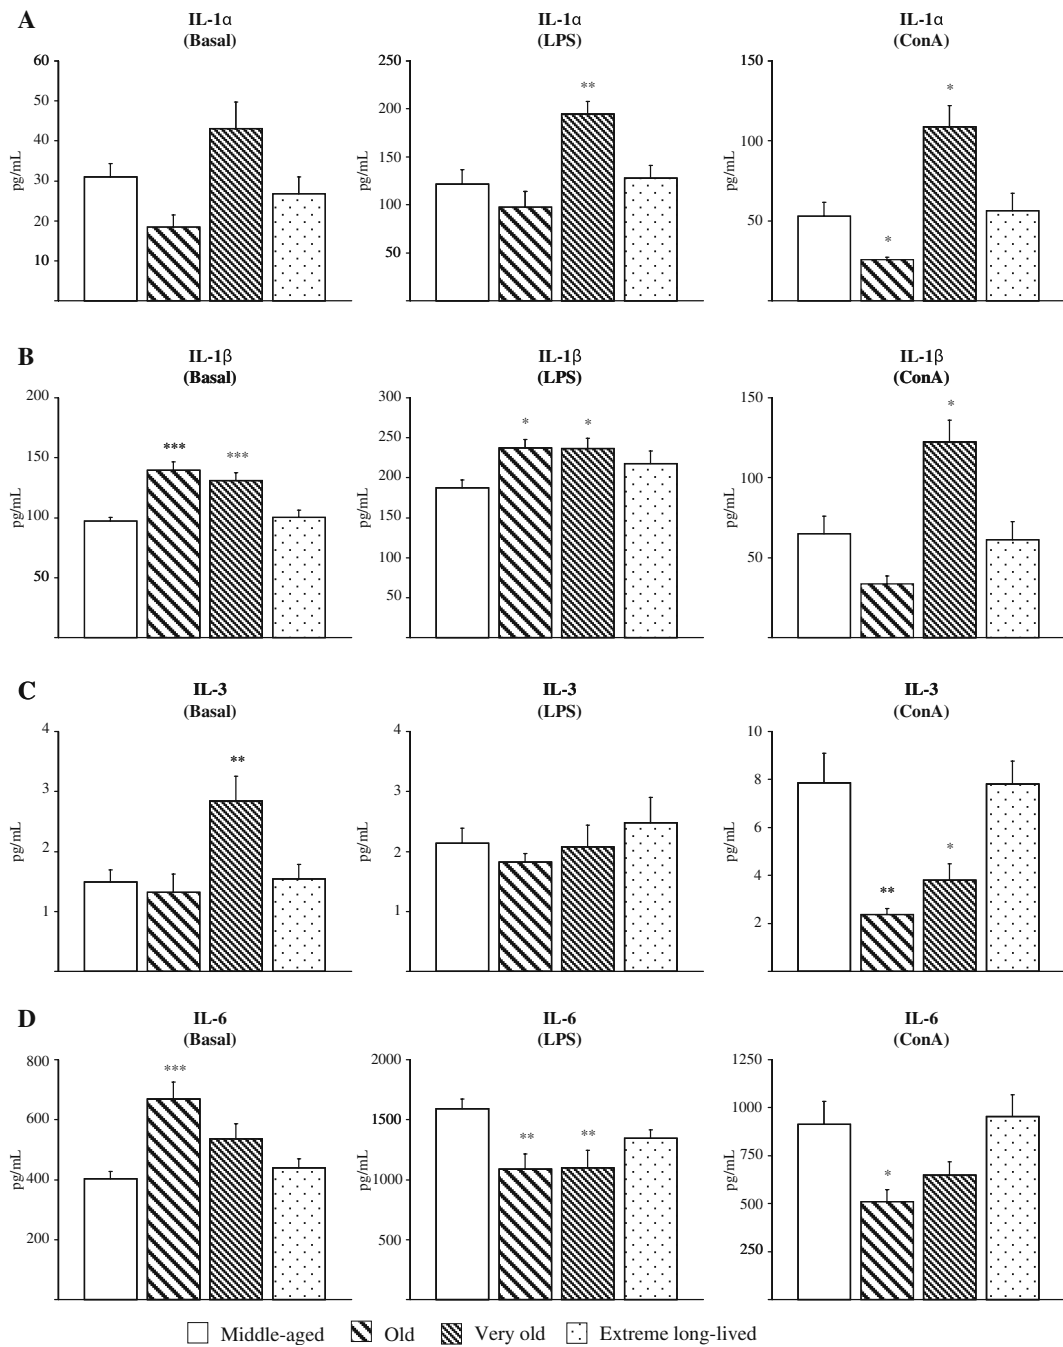 A
IL-1α
(Basal)
60
50
40
30
20
10
pg/mL
IL-1α
(LPS)
250
200
150
100
50
pg/mL
**
IL-1α
(ConA)
150
100
50
pg/mL
*
*
B
IL-1β
(Basal)
200
150
100
50
pg/mL
***
***
IL-1β
(LPS)
300
250
200
150
100
50
pg/mL
*
*
IL-1β
(ConA)
150
100
50
pg/mL
*
C
IL-3
(Basal)
4
3
2
1
pg/mL
**
IL-3
(LPS)
4
3
2
1
pg/mL
IL-3
(ConA)
10
8
6
4
2
pg/mL
**
*
D
IL-6
(Basal)
800
600
400
200
pg/mL
***
IL-6
(LPS)
2000
1500
1000
500
pg/mL
**
**
IL-6
(ConA)
1250
1000
750
500
250
pg/mL
*
Middle-aged
Old
Very old
Extreme long-lived